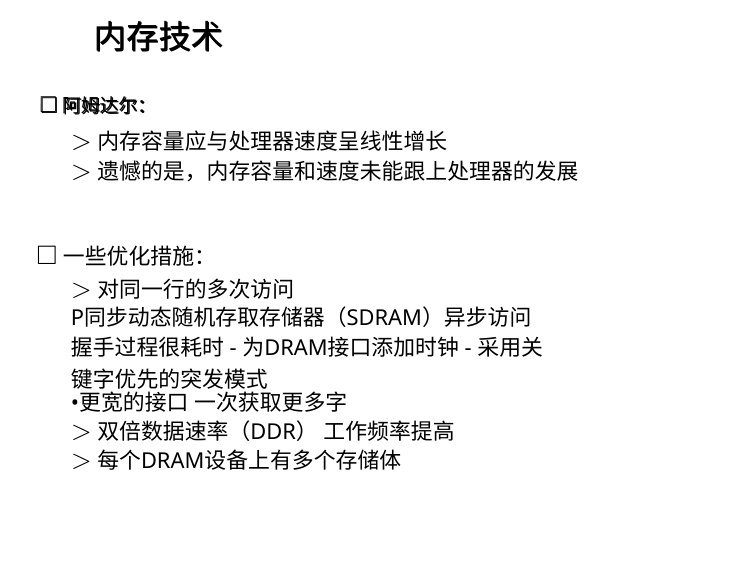 内存技术
☐ 阿姆达尔：
＞ 内存容量应与处理器速度呈线性增长
＞ 遗憾的是，内存容量和速度未能跟上处理器的发展
☐ 一些优化措施：
＞ 对同一行的多次访问
P同步动态随机存取存储器（SDRAM）异步访问
握手过程很耗时 - 为DRAM接口添加时钟 - 采用关
键字优先的突发模式
•更宽的接口 一次获取更多字
＞ 双倍数据速率（DDR） 工作频率提高
＞ 每个DRAM设备上有多个存储体